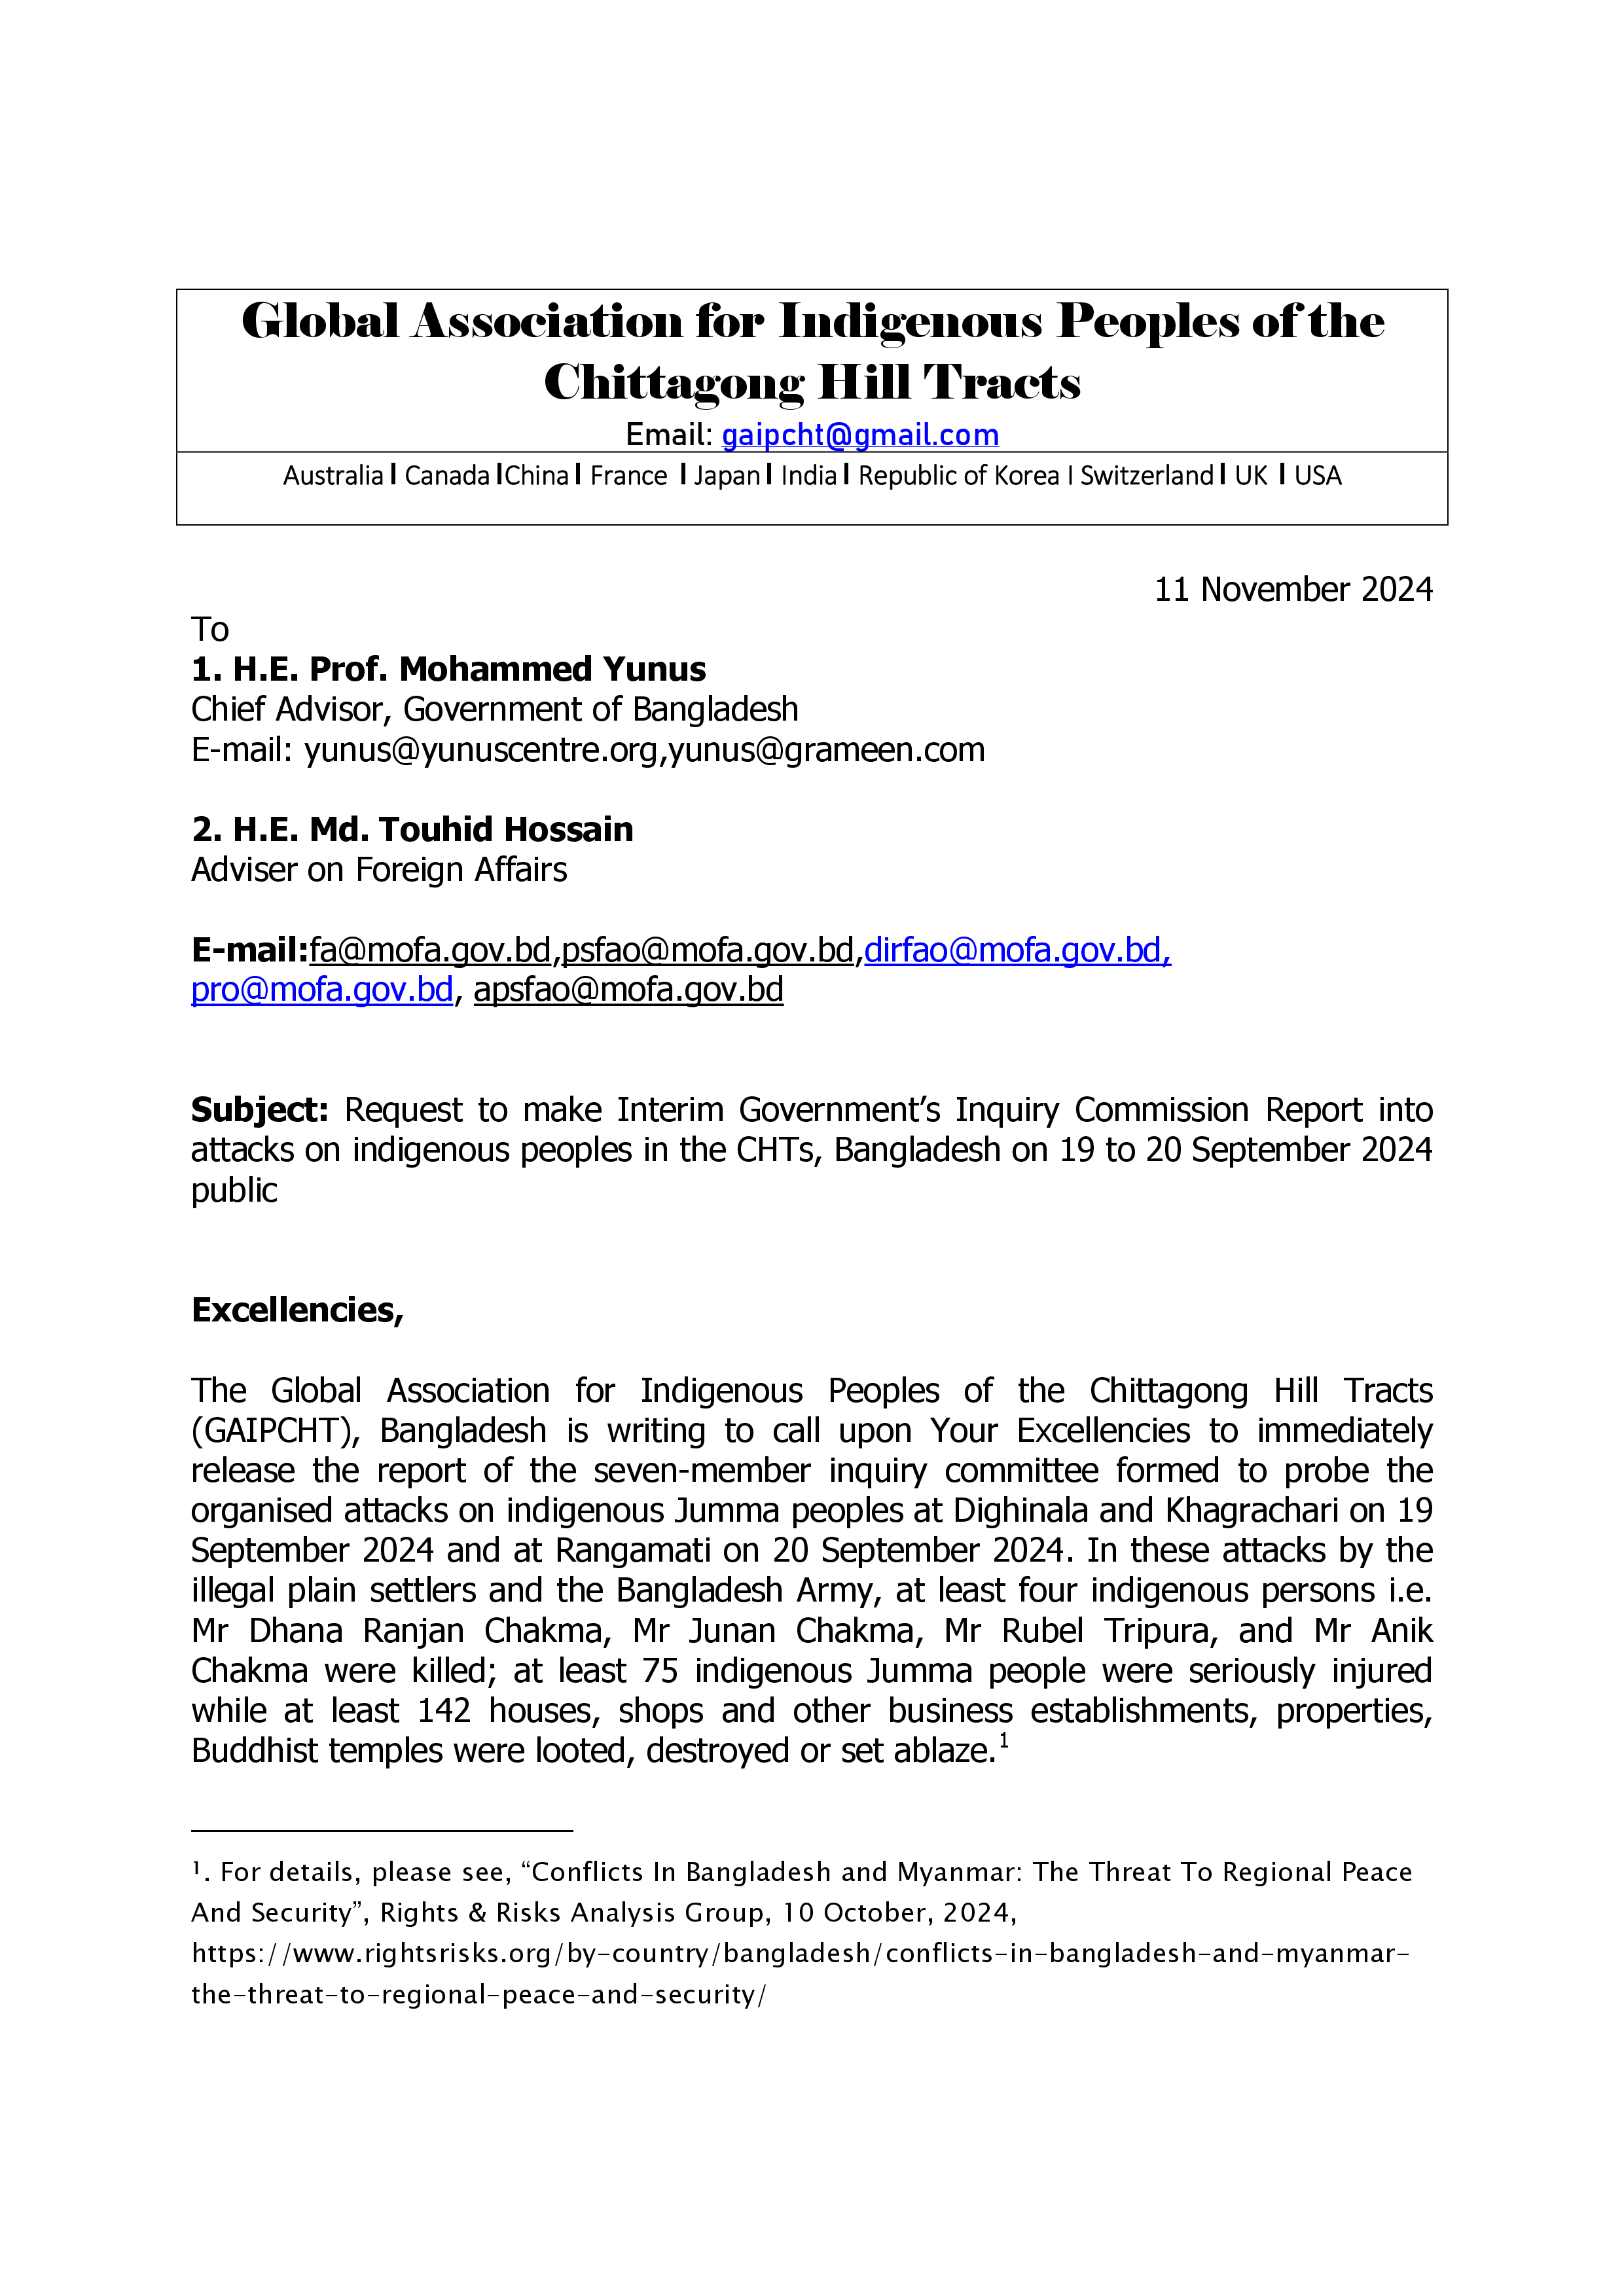 Global Association for Indigenous Peoples of the
Chittagong Hill Tracts
Email: gaipcht@gmail.com
Australia I Canada IChina I France I Japan I India I Republic of Korea I Switzerland I UK I USA
11 November 2024
To
1. H.E. Prof. Mohammed Yunus
Chief Advisor, Government of Bangladesh
E-mail: yunus@yunuscentre.org,yunus@grameen.com
2. H.E. Md. Touhid Hossain
Adviser on Foreign Affairs
E-mail:fa@mofa.gov.bd,psfao@mofa.gov.bd,dirfao@mofa.gov.bd,
pro@mofa.gov.bd, apsfao@mofa.gov.bd
Subject: Request to make Interim Government’s Inquiry Commission Report into
attacks on indigenous peoples in the CHTs, Bangladesh on 19 to 20 September 2024
public
Excellencies,
The Global Association for Indigenous Peoples of the Chittagong Hill Tracts
(GAIPCHT), Bangladesh is writing to call upon Your Excellencies to immediately
release the report of the seven-member inquiry committee formed to probe the
organised attacks on indigenous Jumma peoples at Dighinala and Khagrachari on 19
September 2024 and at Rangamati on 20 September 2024. In these attacks by the
illegal plain settlers and the Bangladesh Army, at least four indigenous persons i.e.
Mr Dhana Ranjan Chakma, Mr Junan Chakma, Mr Rubel Tripura, and Mr Anik
Chakma were killed; at least 75 indigenous Jumma people were seriously injured
while at least 142 houses, shops and other business establishments, properties,
Buddhist temples were looted, destroyed or set ablaze.¹
¹. For details, please see, “Conflicts In Bangladesh and Myanmar: The Threat To Regional Peace
And Security”, Rights & Risks Analysis Group, 10 October, 2024,
https://www.rightsrisks.org/by-country/bangladesh/conflicts-in-bangladesh-and-myanmar-
the-threat-to-regional-peace-and-security/